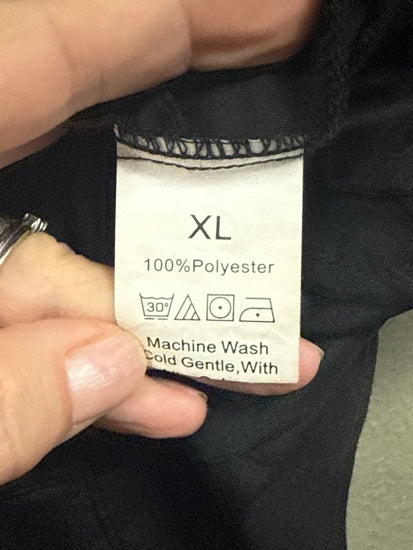 XL
100%Polyester
30°
Machine Wash
Cold Gentle,With